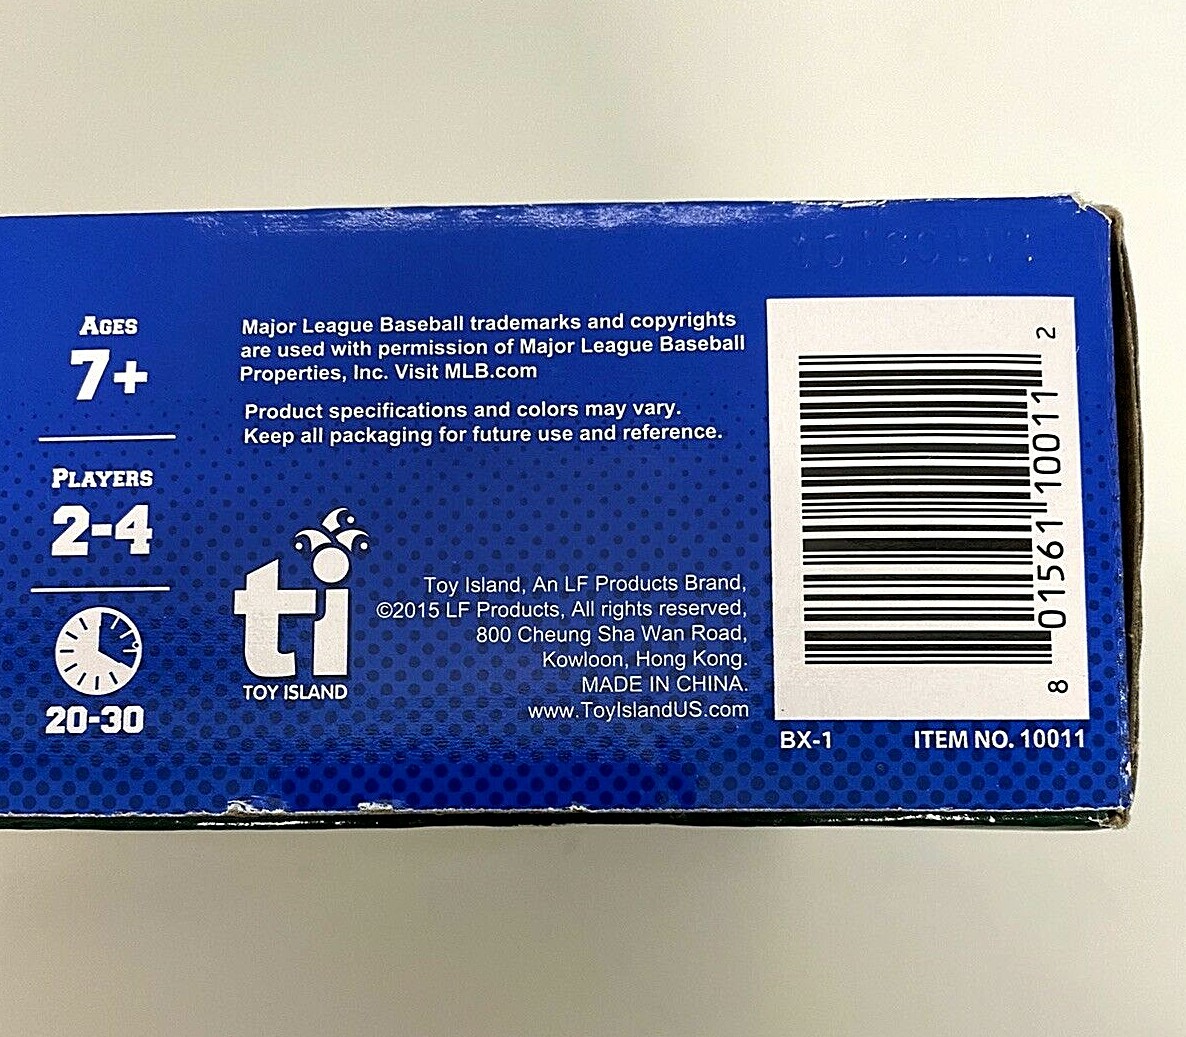 AGES
7+
PLAYERS
2-4
20-30
Major League Baseball trademarks and copyrights
are used with permission of Major League Baseball
Properties, Inc. Visit MLB.com
Product specifications and colors may vary.
Keep all packaging for future use and reference.
ti
TOY ISLAND
Toy Island, An LF Products Brand,
©2015 LF Products, All rights reserved,
800 Cheung Sha Wan Road,
Kowloon, Hong Kong.
MADE IN CHINA.
www.ToyIslandUS.com
8 01561 10011 2
BX-1 ITEM NO. 10011